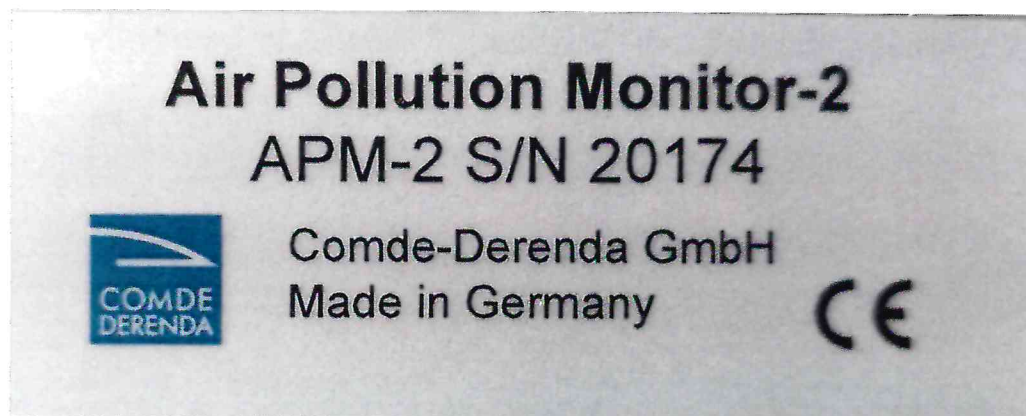 Air Pollution Monitor-2
APM-2 S/N 20174
COMDE
DERENDA
Comde-Derenda GmbH
Made in Germany
CE